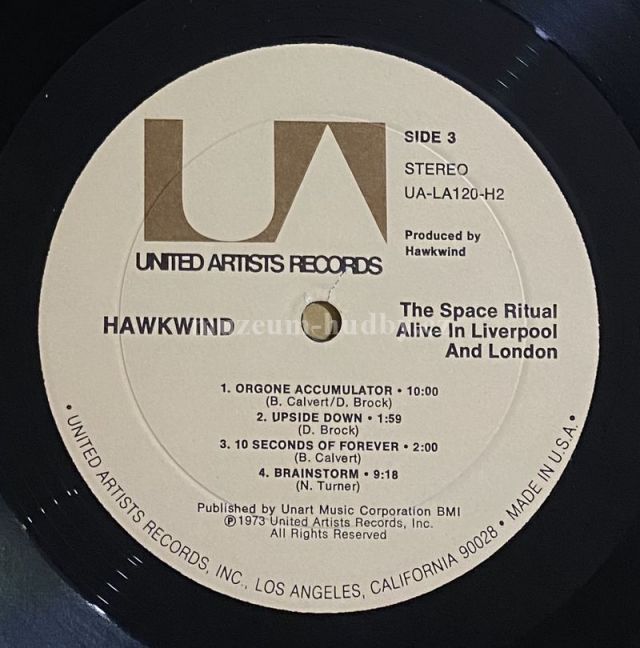 UA
UNITED ARTISTS RECORDS
SIDE 3
STEREO
UA-LA120-H2
Produced by
Hawkwind
HAWKWiND
The Space Ritual
Alive In Liverpool
And London
1. ORGONE ACCUMULATOR • 10:00
(B. Calvert/D. Brock)
2. UPSIDE DOWN • 1:59
(D. Brock)
3. 10 SECONDS OF FOREVER • 2:00
(B. Calvert)
4. BRAINSTORM • 9:18
(N. Turner)
Published by Unart Music Corporation BMI
℗1973 United Artists Records, Inc.
All Rights Reserved
• UNITED ARTISTS RECORDS, INC., LOS ANGELES, CALIFORNIA 90028 • MADE IN U.S.A. •